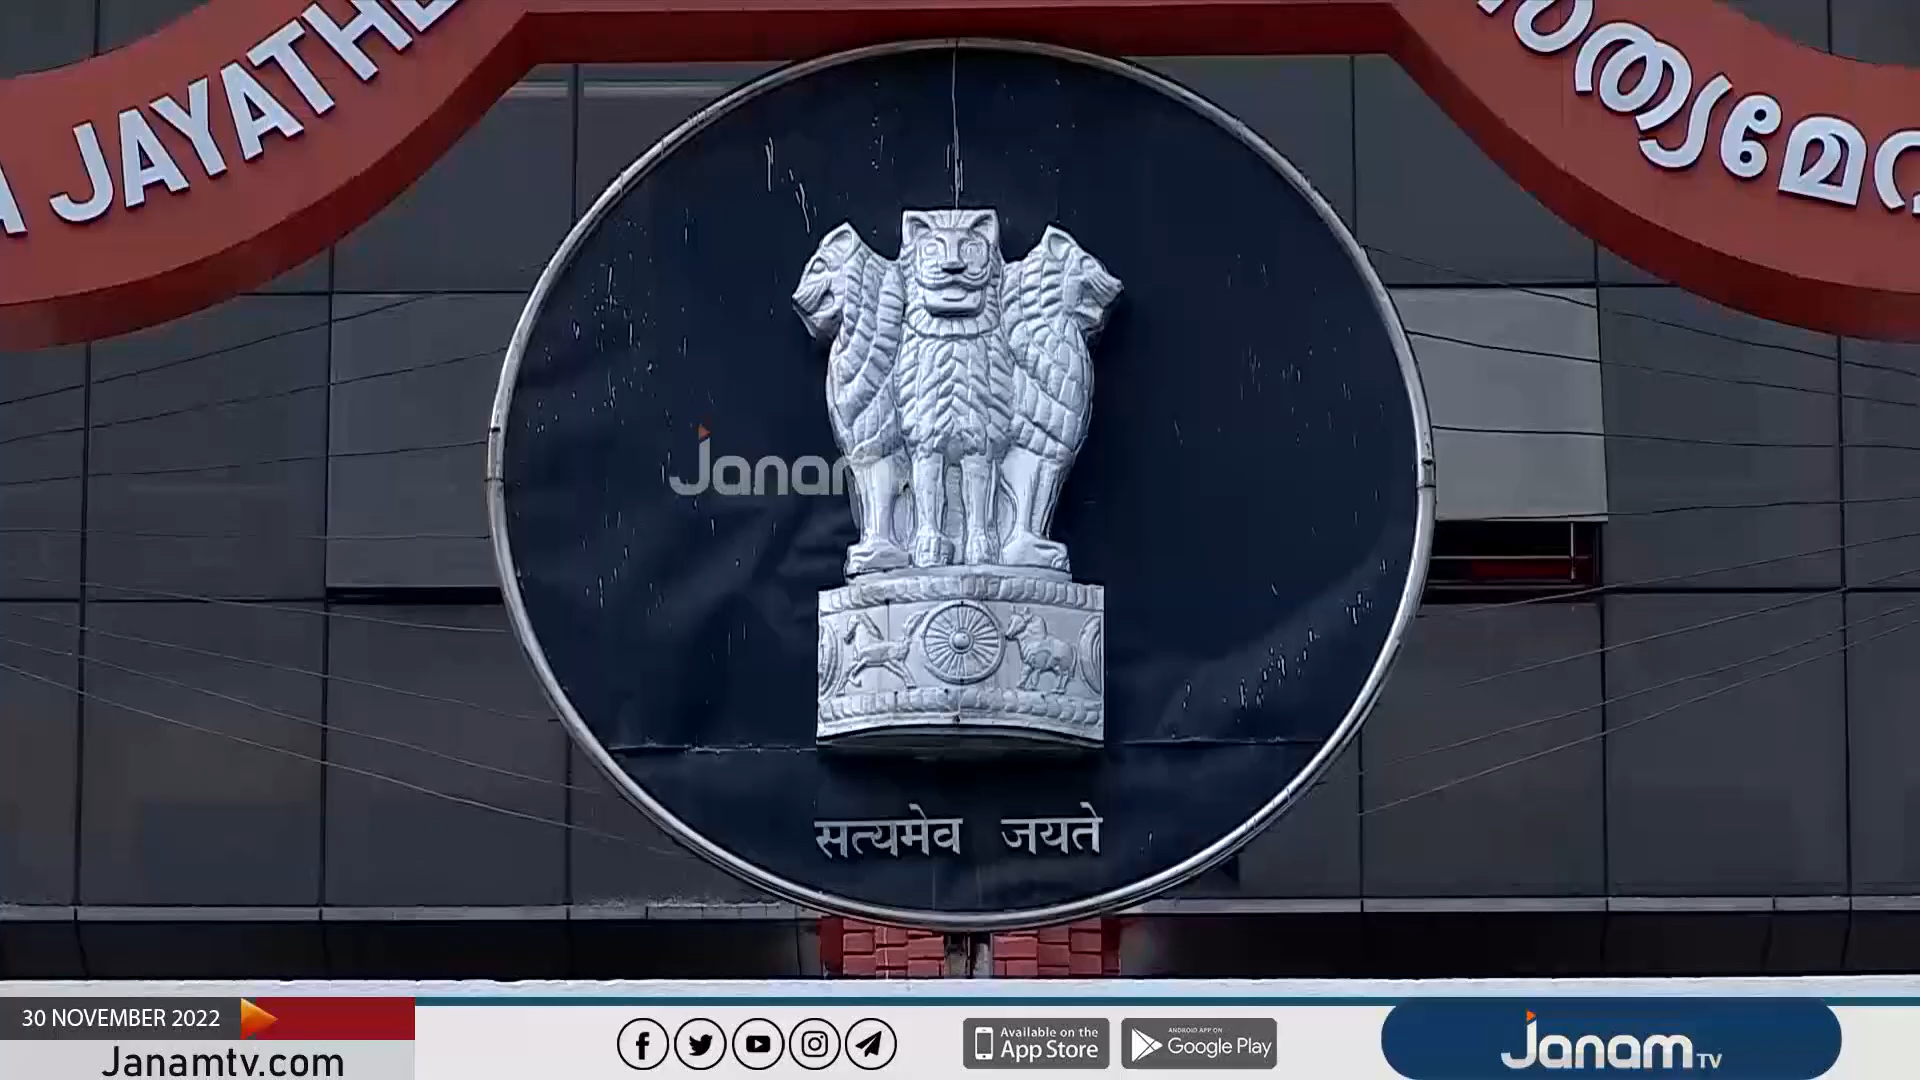 JAYATHE
സത്യമേവ
Janam
सत्यमेव जयते
30 NOVEMBER 2022
Janamtv.com
Available on the
App Store
ANDROID APP ON
Google Play
Janam TV